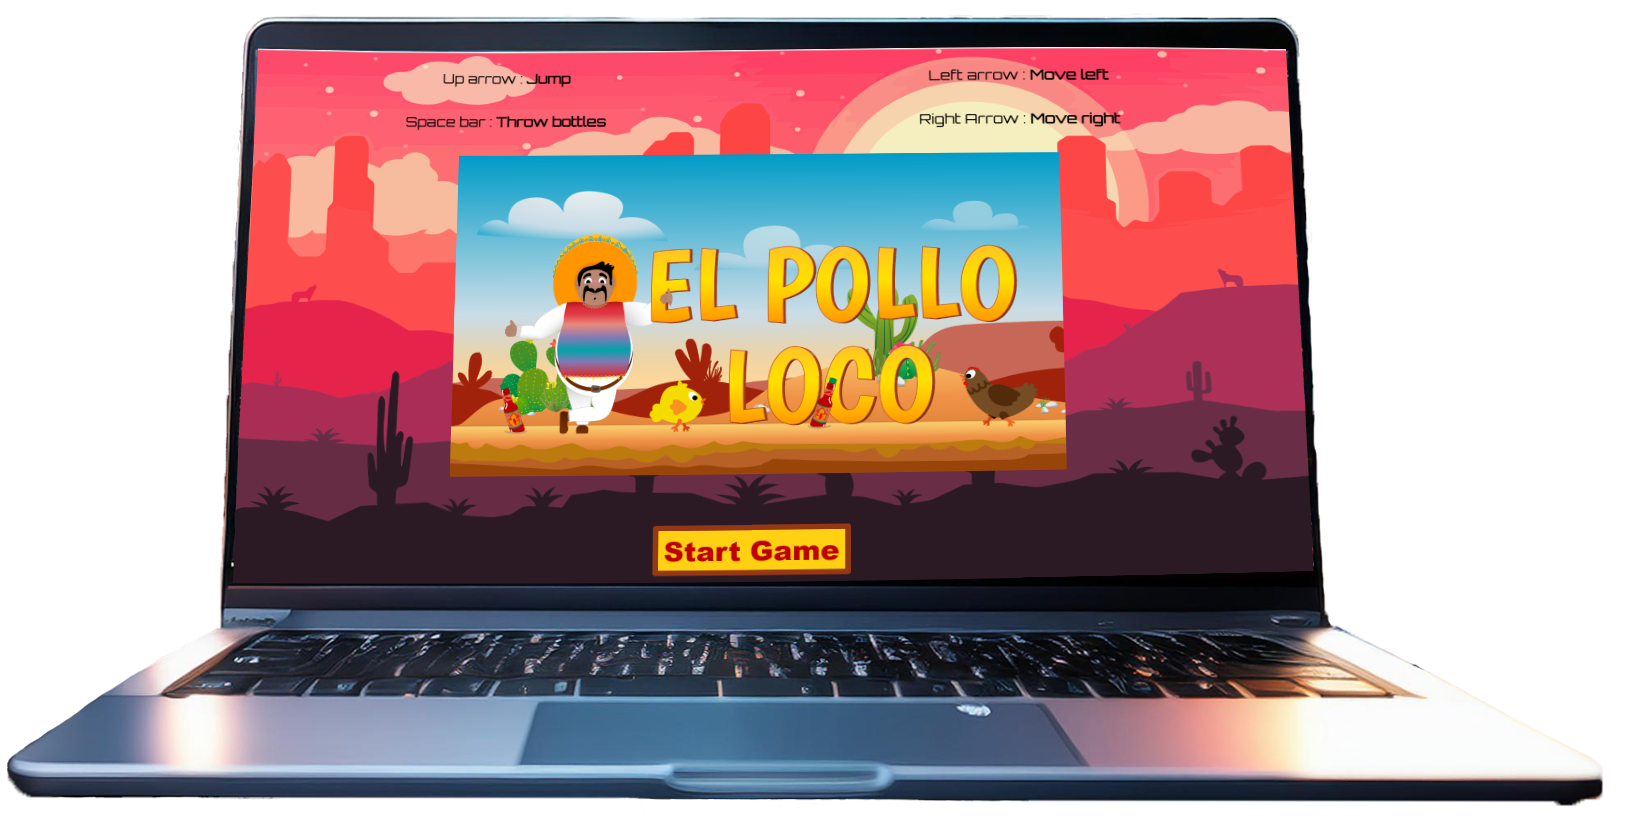 Up arrow : Jump
Left arrow : Move left
Space bar : Throw bottles
Right Arrow : Move right
EL POLLO
LOCO
Start Game